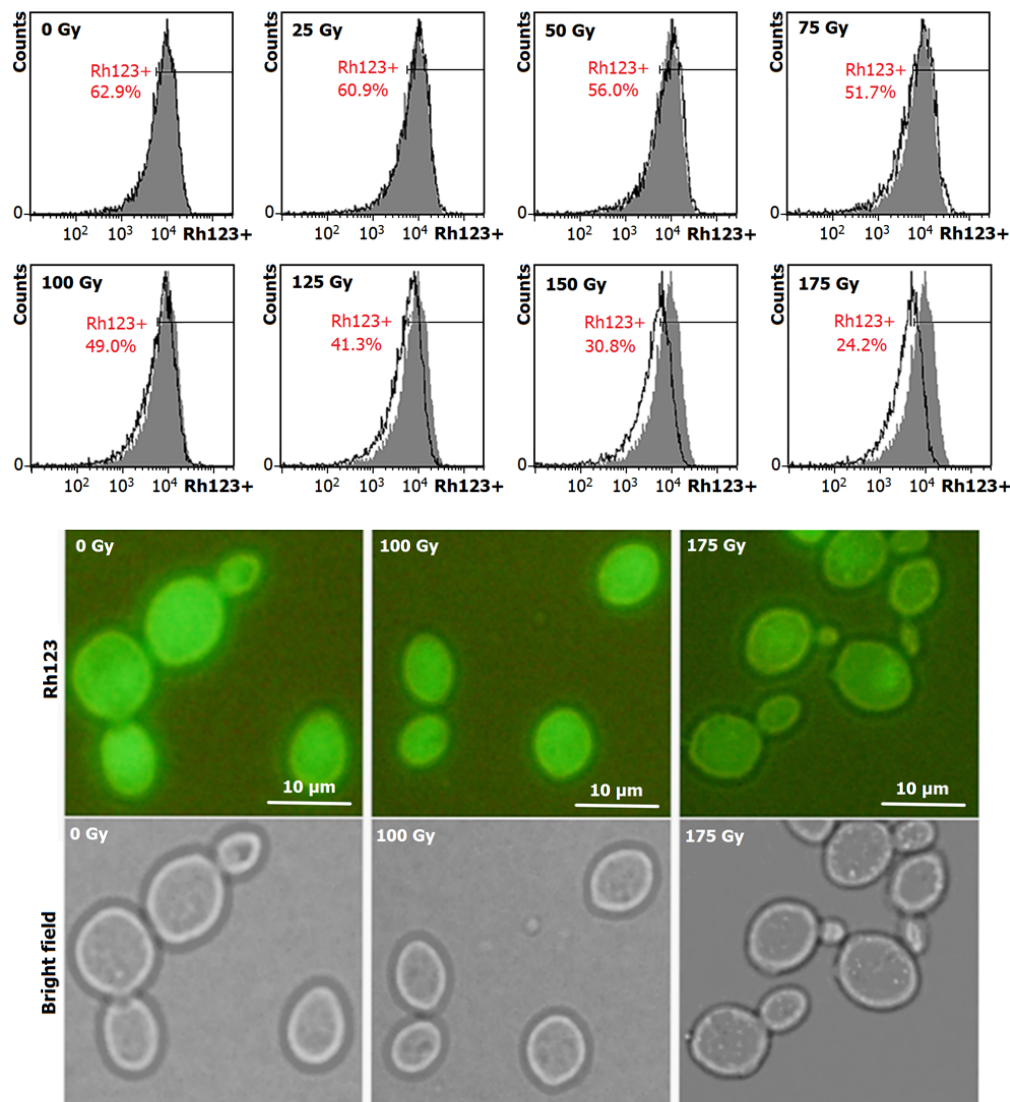 Counts
0 Gy
Rh123+
62.9%
0
10² 10³ 10⁴ Rh123+
Counts
25 Gy
Rh123+
60.9%
0
10² 10³ 10⁴ Rh123+
Counts
50 Gy
Rh123+
56.0%
0
10² 10³ 10⁴ Rh123+
Counts
75 Gy
Rh123+
51.7%
0
10² 10³ 10⁴ Rh123+
Counts
100 Gy
Rh123+
49.0%
0
10² 10³ 10⁴ Rh123+
Counts
125 Gy
Rh123+
41.3%
0
10² 10³ 10⁴ Rh123+
Counts
150 Gy
Rh123+
30.8%
0
10² 10³ 10⁴ Rh123+
Counts
175 Gy
Rh123+
24.2%
0
10² 10³ 10⁴ Rh123+
Rh123
0 Gy
10 µm
100 Gy
10 µm
175 Gy
10 µm
Bright field
0 Gy
100 Gy
175 Gy